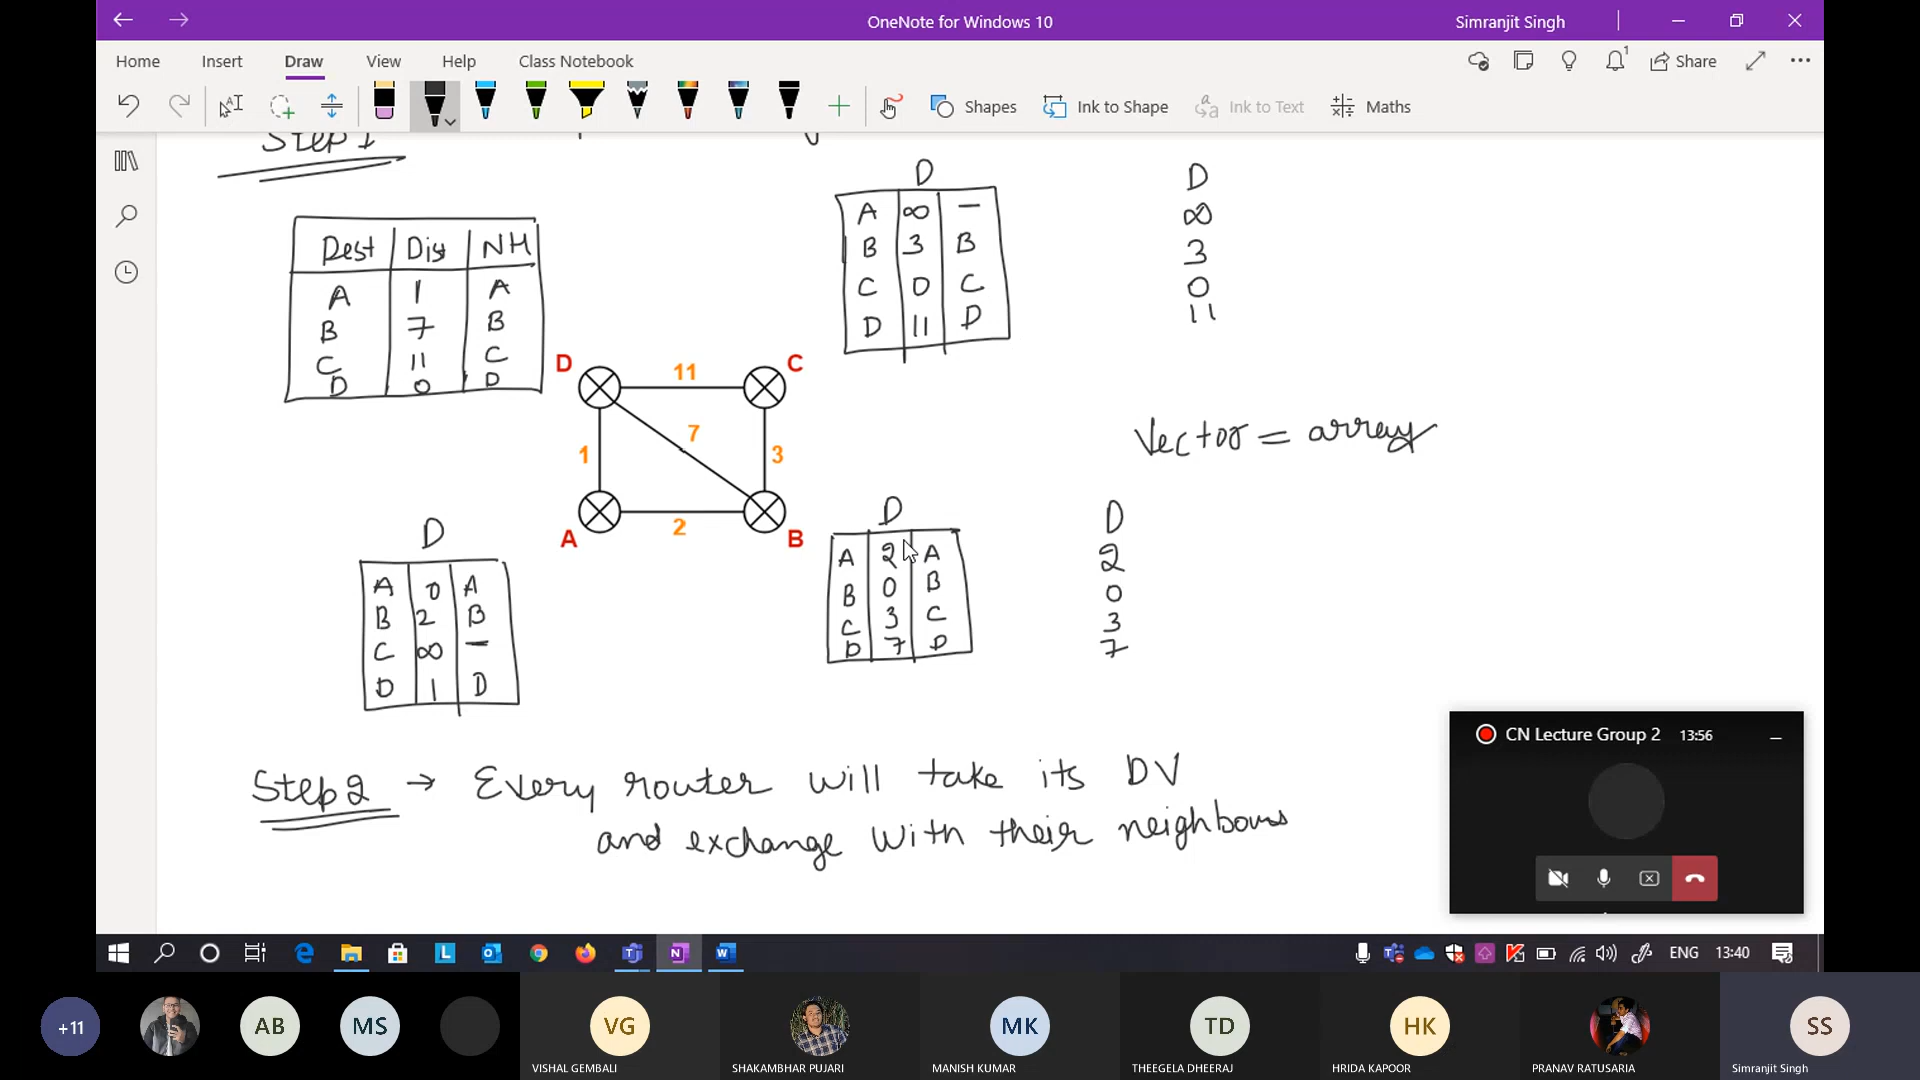 OneNote for Windows 10
Simranjit Singh
Home Insert Draw View Help Class Notebook
1
Share
Shapes
Ink to Shape
Ink to Text
Maths
Step 1
Dest Dist NH
A 1 A
B 7 B
C 11 C
D 0 D
D
A ∞ –
B 3 B
C 0 C
D 11 D
D
∞
3
0
11
D 11 C
7
1 3
A 2 B
Vector = array
D
A 0 A
B 2 B
C ∞ –
D 1 D
D
A 2 A
B 0 B
C 3 C
D 7 D
D
2
0
3
7
Step 2 → Every router will take its DV
and exchange with their neighbours
CN Lecture Group 2 13:56
ENG 13:40
+11
AB
MS
VG
VISHAL GEMBALI
SHAKAMBHAR PUJARI
MK
MANISH KUMAR
TD
THEEGELA DHEERAJ
HK
HRIDA KAPOOR
PRANAV RATUSARIA
SS
Simranjit Singh